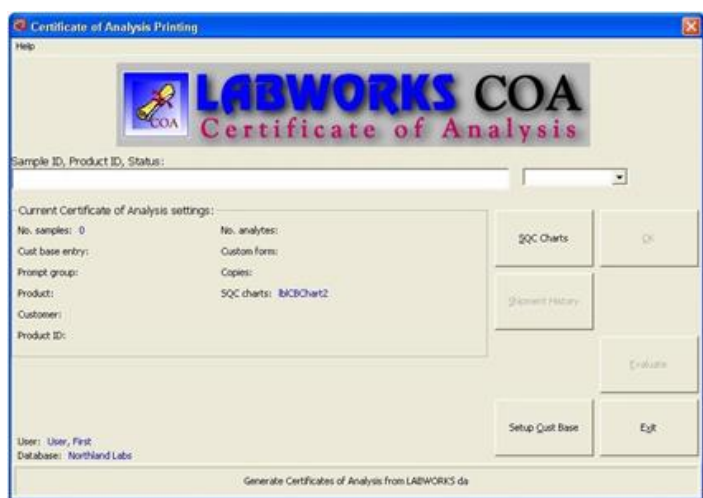 Certificate of Analysis Printing
Help
COA
LABWORKS COA
Certificate of Analysis
Sample ID, Product ID, Status:
Current Certificate of Analysis settings:
No. samples: 0 No. analytes:
Cust base entry: Custom form:
Prompt group: Copies:
Product: SQC charts: lblCBChart2
Customer:
Product ID:
SQC Charts
Shipment History
Evaluate
Setup Cust Base
Exit
User: User, First
Database: Northland Labs
Generate Certificates of Analysis from LABWORKS da